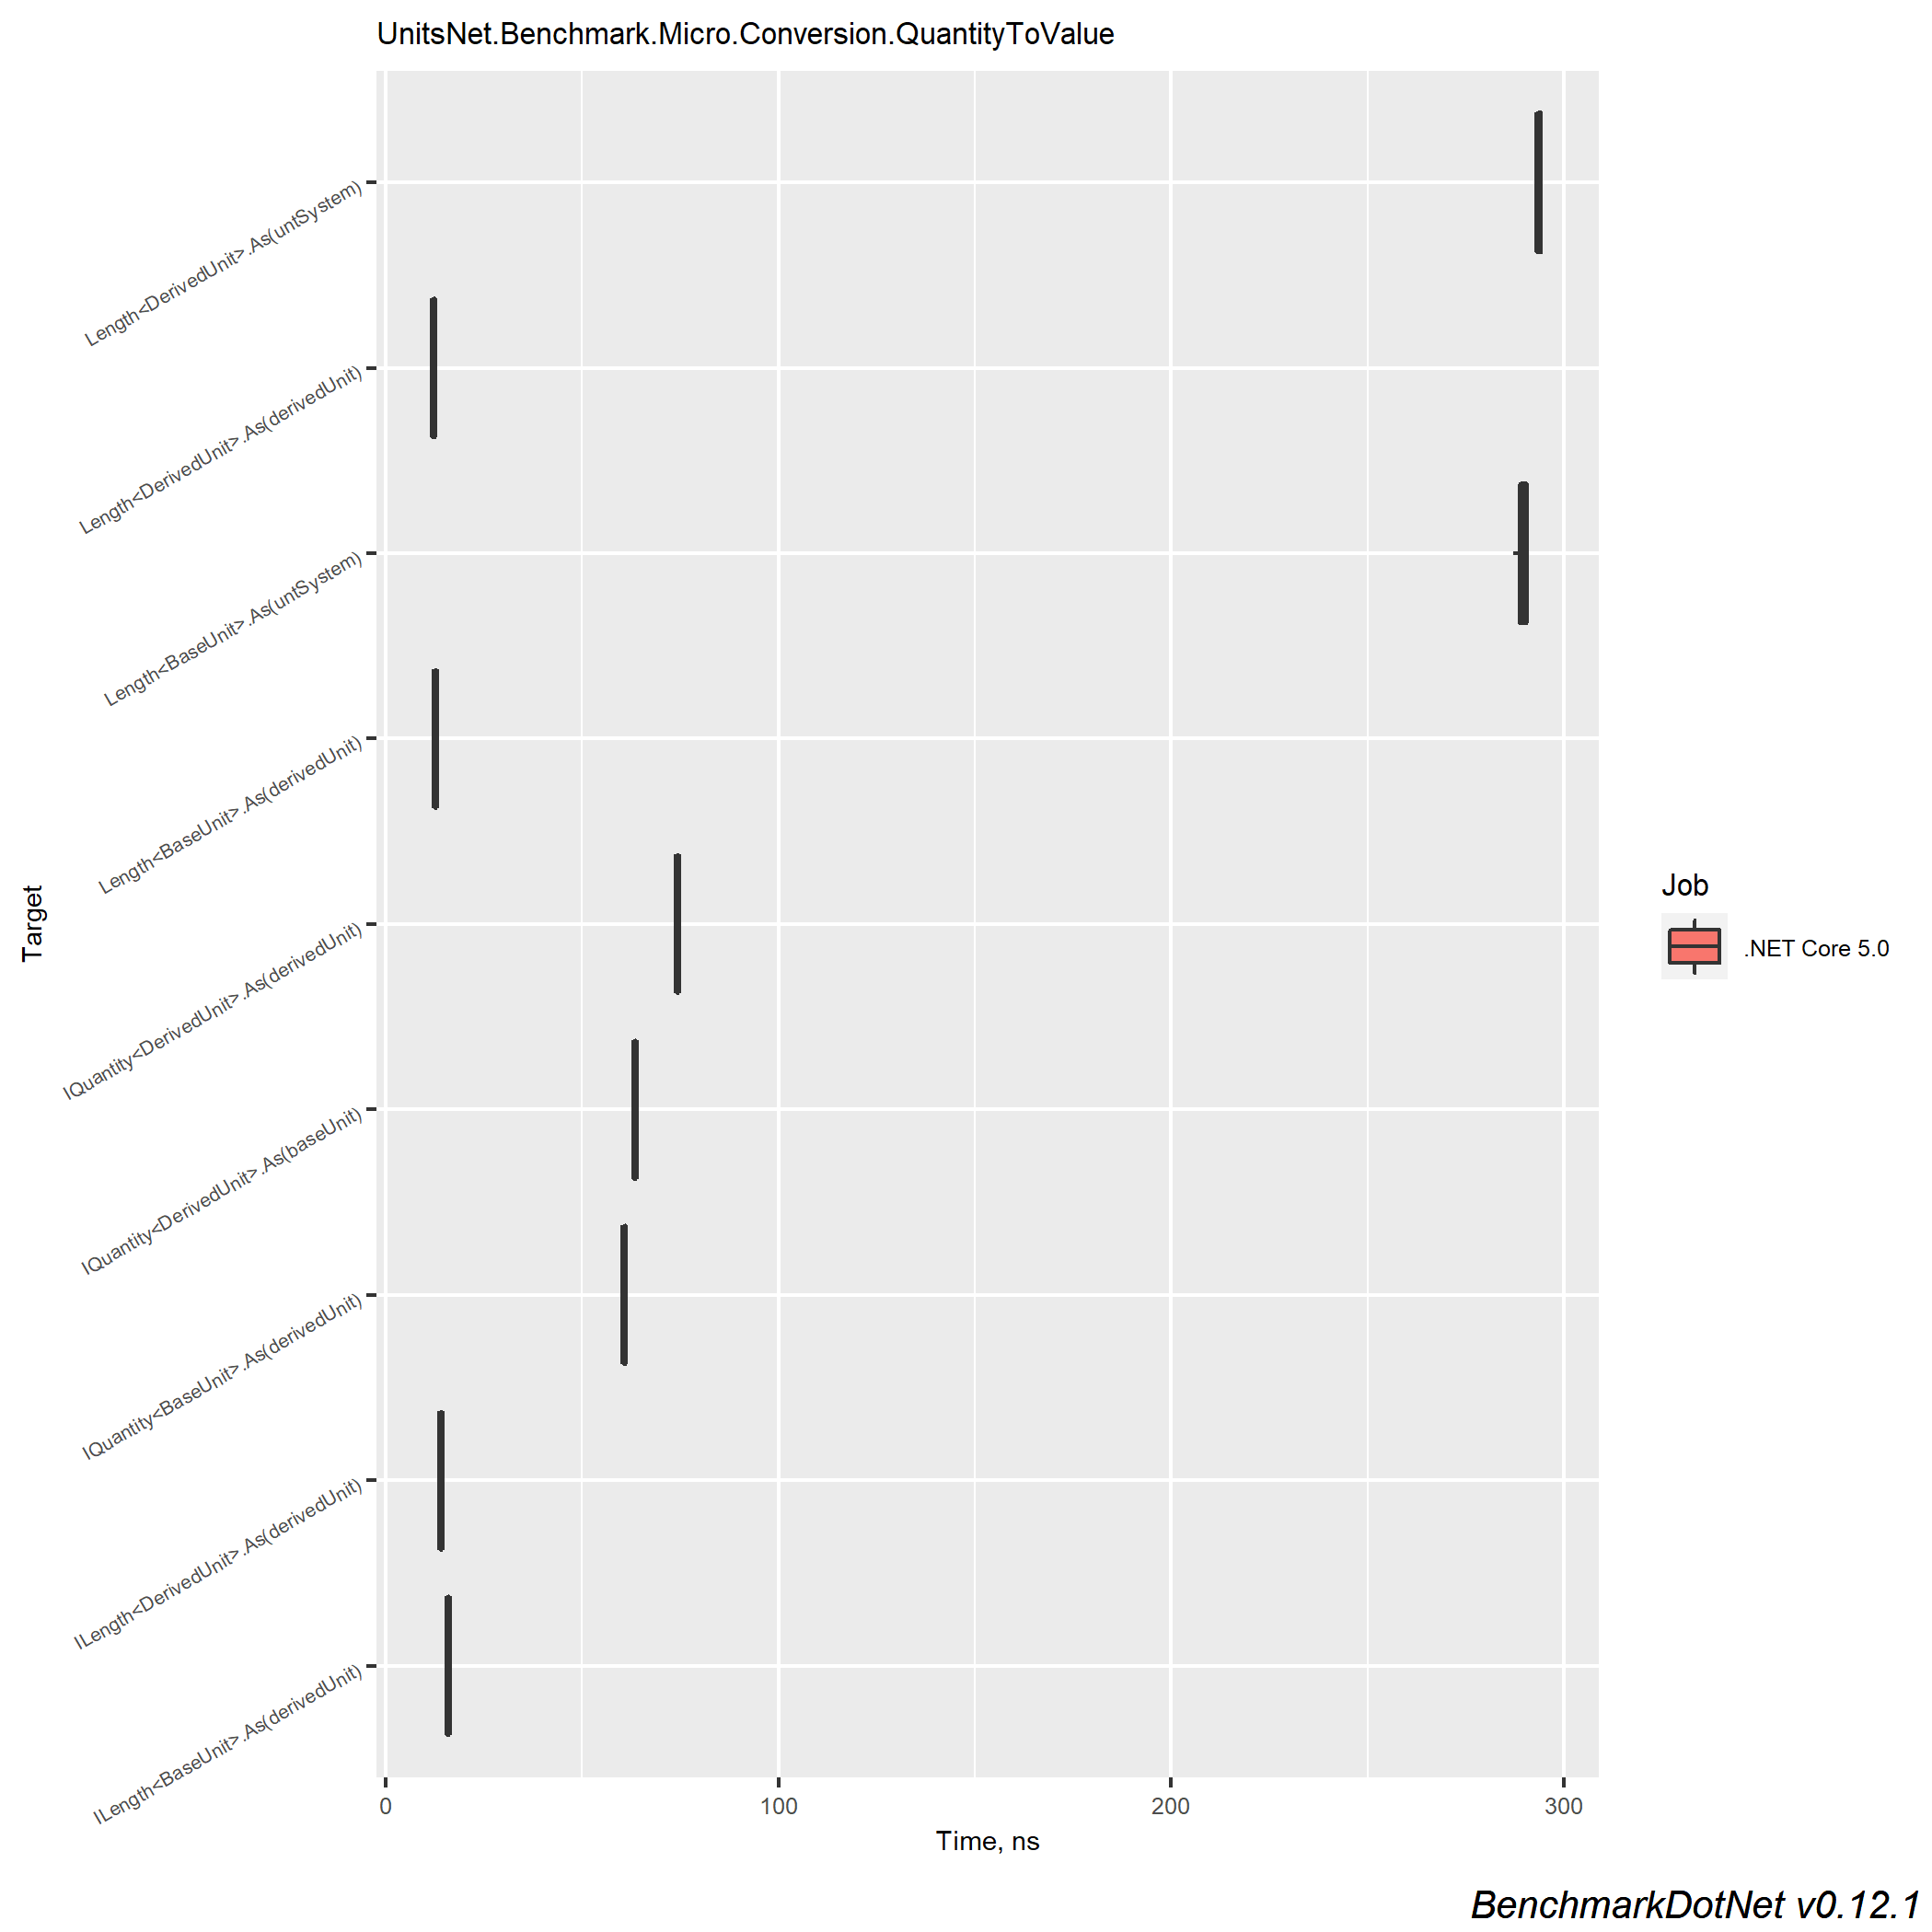 UnitsNet.Benchmark.Micro.Conversion.QuantityToValue
Length<DerivedUnit>.As(untSystem)
Length<DerivedUnit>.As(derivedUnit)
Length<BaseUnit>.As(untSystem)
Length<BaseUnit>.As(derivedUnit)
IQuantity<DerivedUnit>.As(derivedUnit)
IQuantity<DerivedUnit>.As(baseUnit)
IQuantity<BaseUnit>.As(derivedUnit)
ILength<DerivedUnit>.As(derivedUnit)
ILength<BaseUnit>.As(derivedUnit)
Target
0 100 200 300
Time, ns
Job
.NET Core 5.0
BenchmarkDotNet v0.12.1